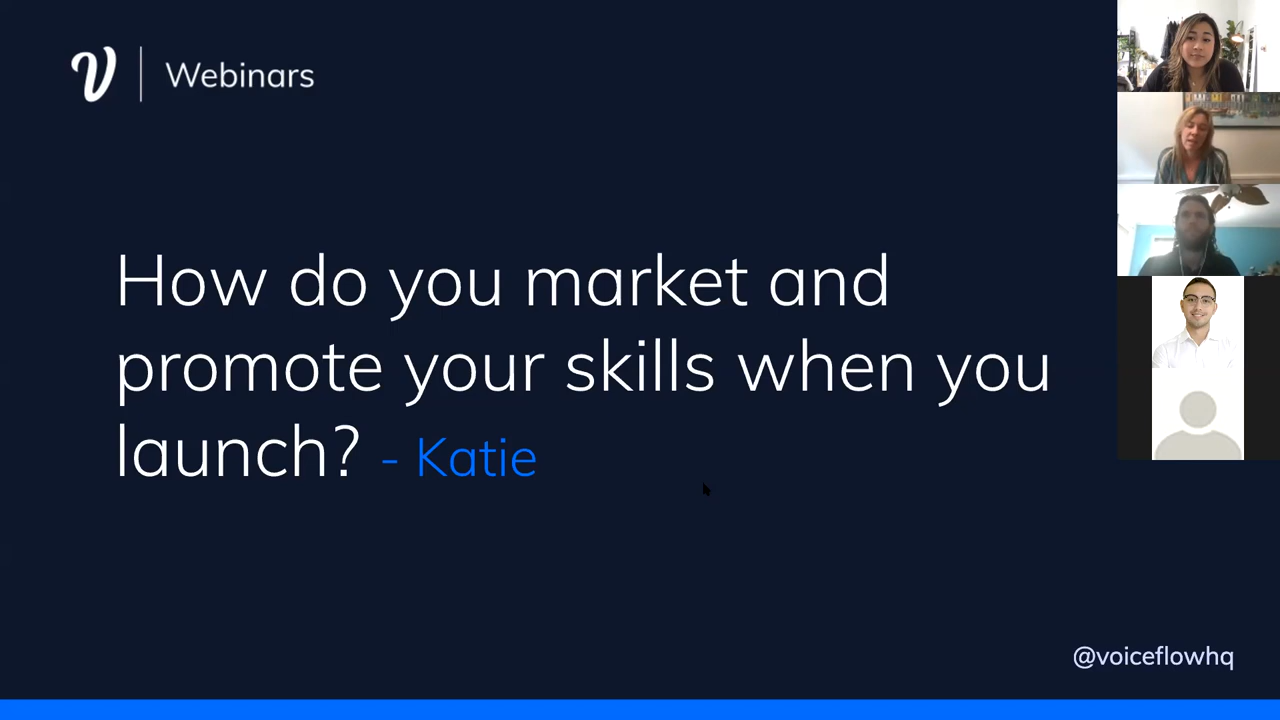 V
Webinars
How do you market and
promote your skills when you
launch? - Katie
@voiceflowhq